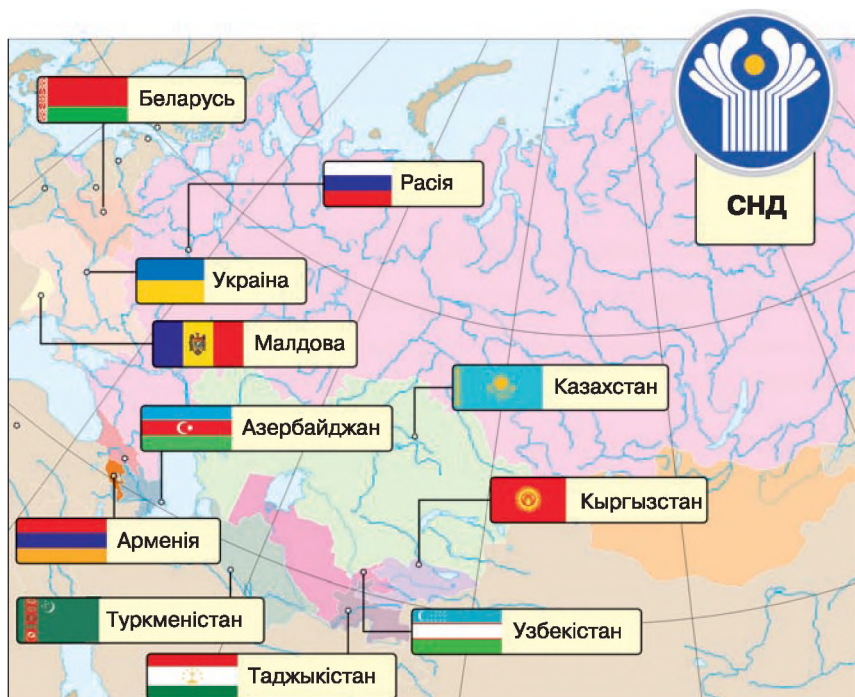 Беларусь
Расія
СНД
Украіна
Малдова
Казахстан
Азербайджан
Кыргызстан
Арменія
Туркменістан
Узбекістан
Таджыкістан